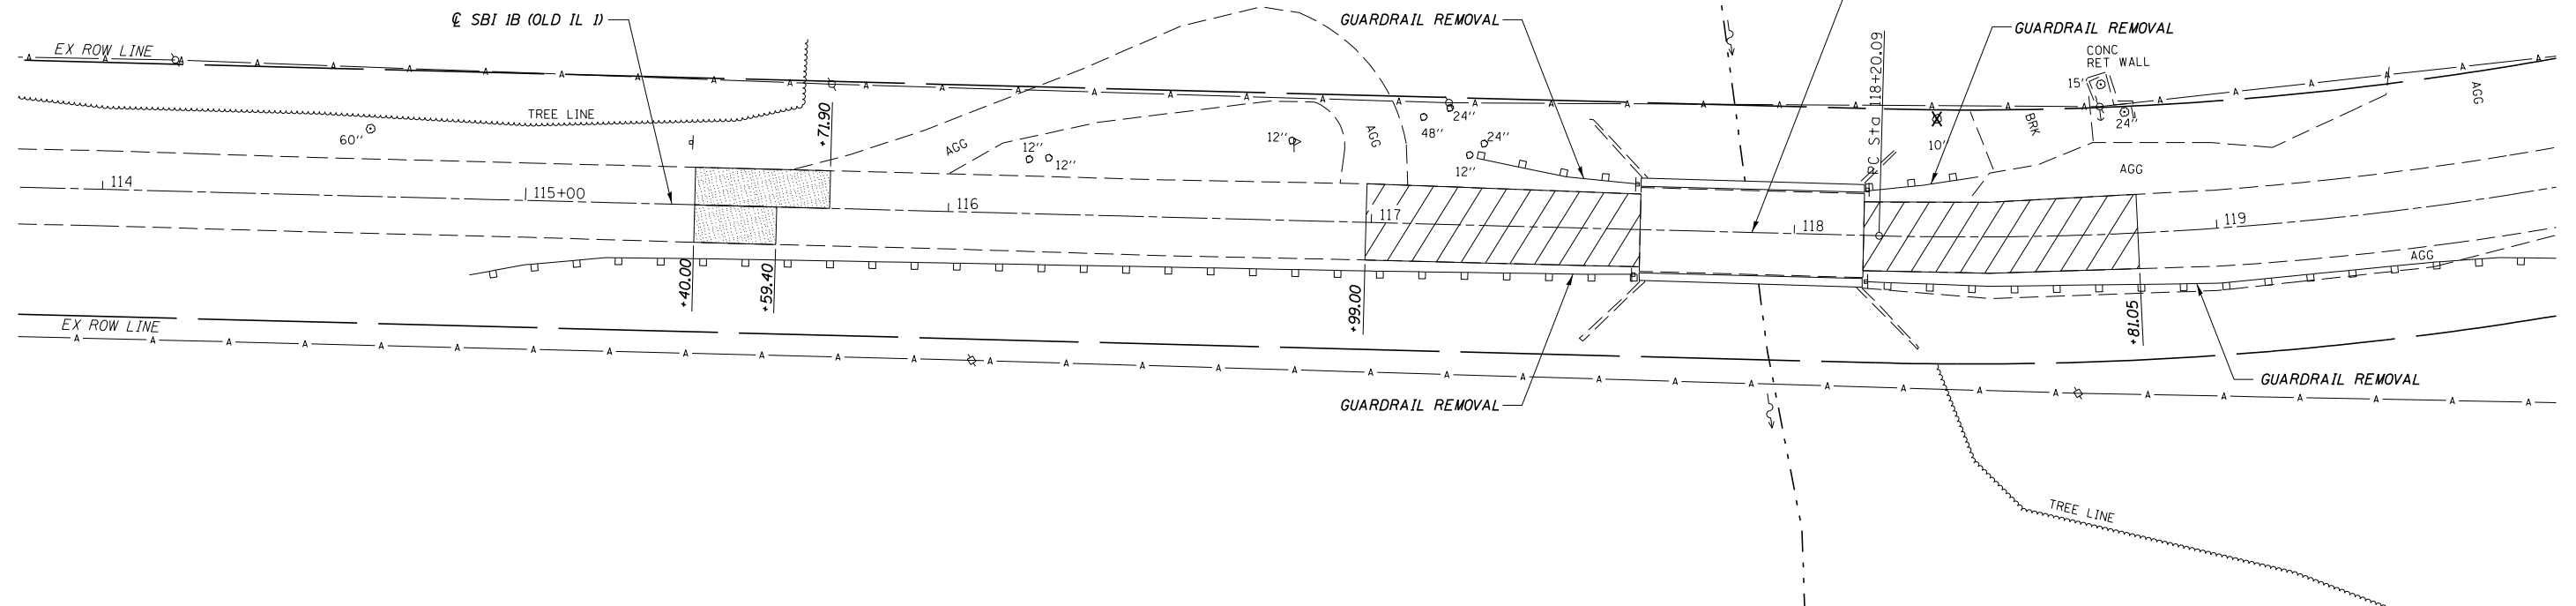 ℄ SBI 1B (OLD IL 1)
GUARDRAIL REMOVAL
GUARDRAIL REMOVAL
EX ROW LINE
CONC
RET WALL
15'
PC Sta 118+20.09
AGG
TREE LINE
+71.90
24''
48''
24''
24''
BRK
60''
12''
AGG
10''
AGG
12''
12''
12''
AGG
114
115+00
116
117
118
119
AGG
+40.00
+59.40
+99.00
+81.05
EX ROW LINE
GUARDRAIL REMOVAL
GUARDRAIL REMOVAL
TREE LINE
A A A A A A A A A A A A A A A A A A A A A A A A A A A A A A A A A A
A A A A A A A A A A A A A A A A A A A A A A A A A A A A A A A A A